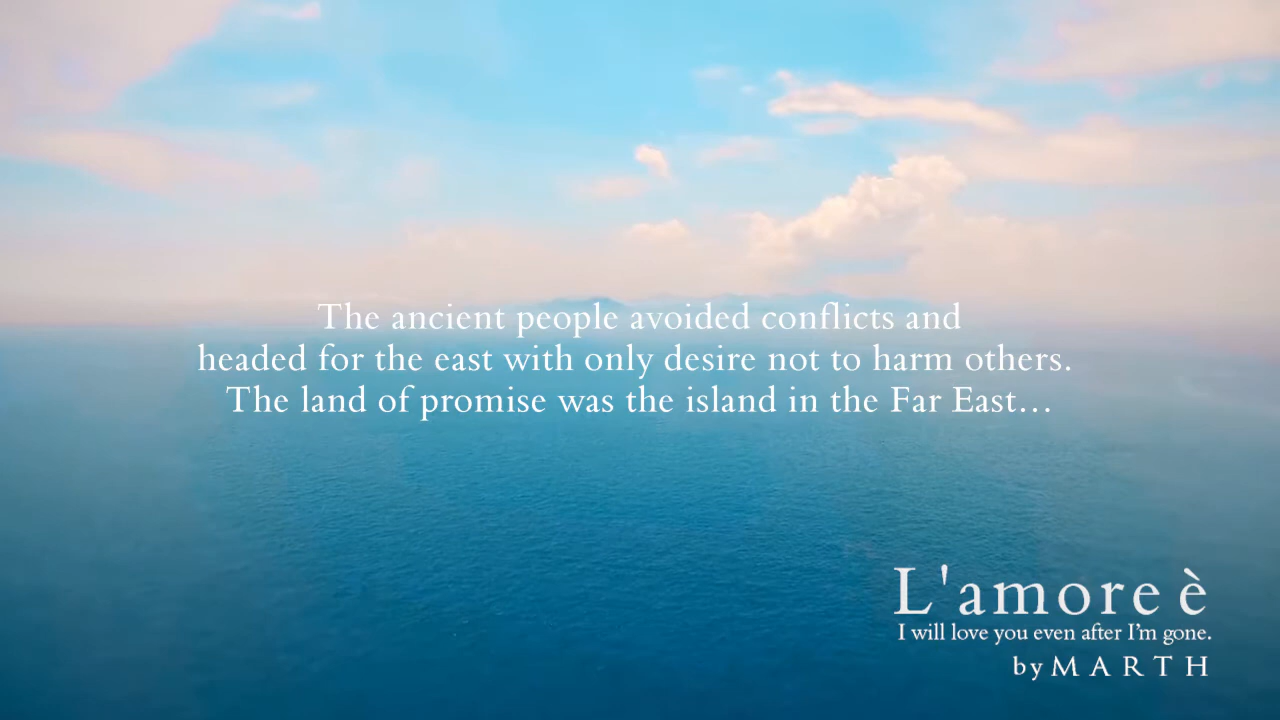 The ancient people avoided conflicts and
headed for the east with only desire not to harm others.
The land of promise was the island in the Far East...
L'amore è
I will love you even after I'm gone.
by MARTH